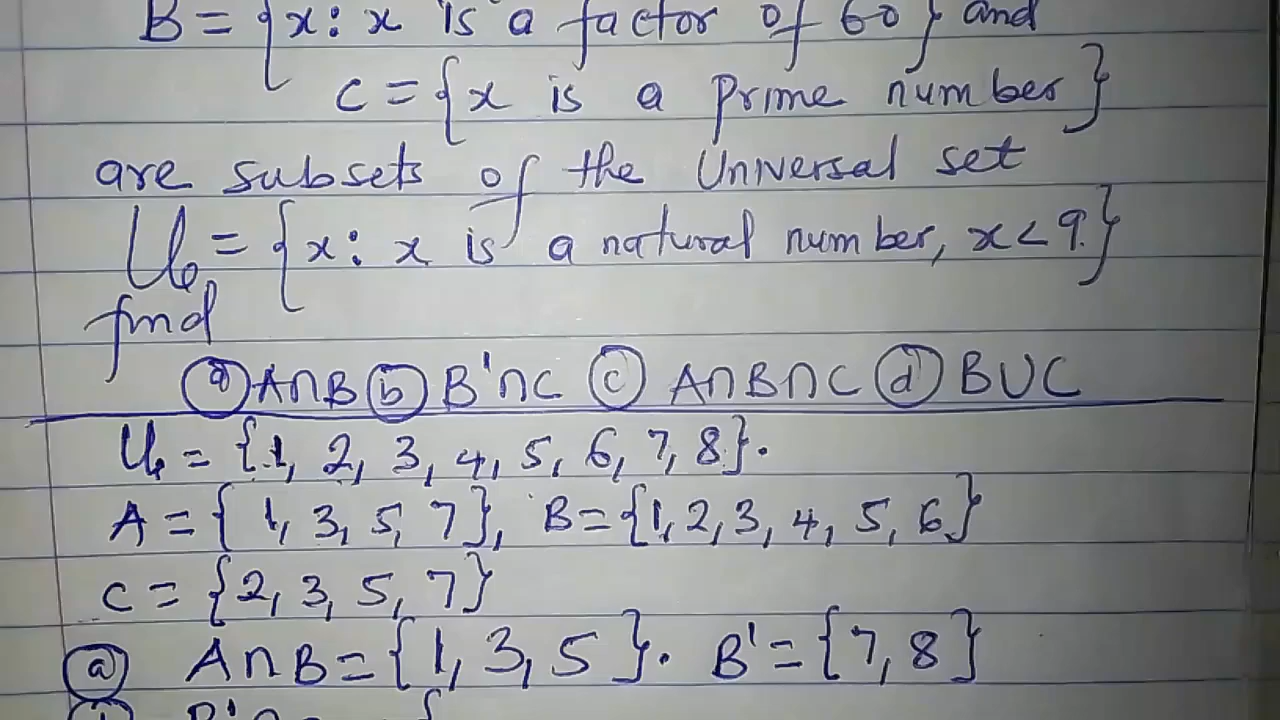 B = {x: x is a factor of 60} and
C = {x is a Prime number}
are subsets of the Universal set
U = {x: x is a natural number, x < 9.}
find
(a) A∩B (b) B'∩C (c) A∩B∩C (d) B∪C
U = {1, 2, 3, 4, 5, 6, 7, 8}.
A = {1, 3, 5, 7}, B = {1, 2, 3, 4, 5, 6}
C = {2, 3, 5, 7}
(a) A∩B = {1, 3, 5}. B' = {7, 8}